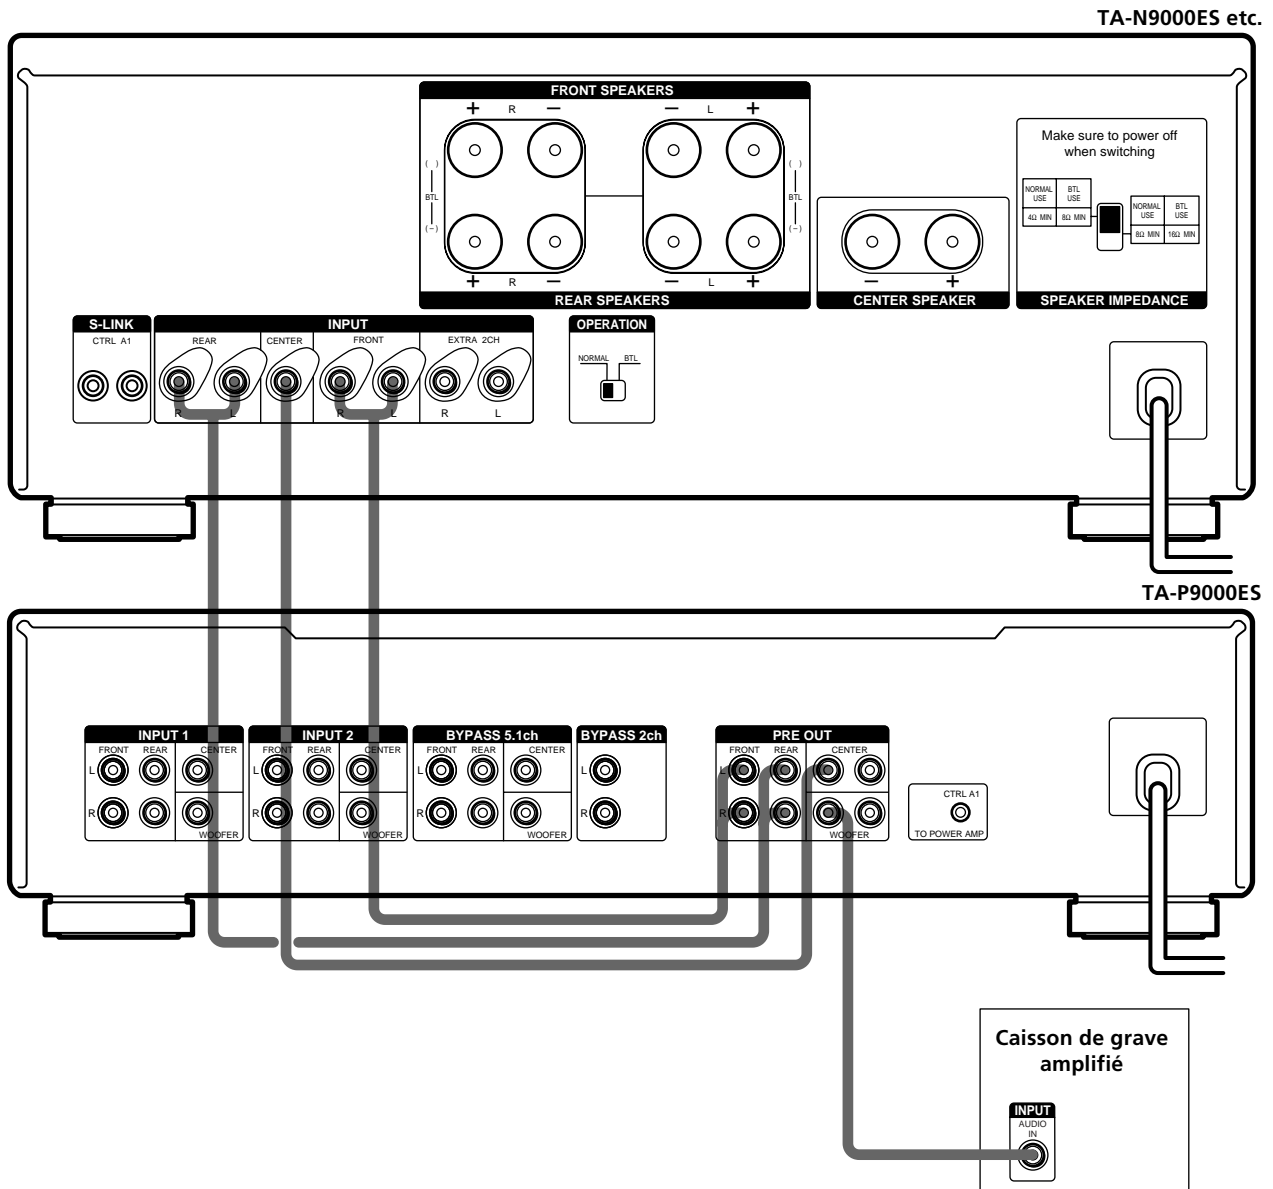 TA-N9000ES etc.
FRONT SPEAKERS
+ R − − L +
( ) ( )
BTL BTL
(−) (−)
+ R − − L +
REAR SPEAKERS
− +
CENTER SPEAKER
Make sure to power off
when switching
NORMAL USE BTL USE
4Ω MIN 8Ω MIN
NORMAL USE BTL USE
8Ω MIN 16Ω MIN
SPEAKER IMPEDANCE
S-LINK
CTRL A1
INPUT
REAR CENTER FRONT EXTRA 2CH
R L R L R L
OPERATION
NORMAL BTL
TA-P9000ES
INPUT 1
FRONT REAR CENTER
L
R
WOOFER
INPUT 2
FRONT REAR CENTER
L
R
WOOFER
BYPASS 5.1ch
FRONT REAR CENTER
L
R
WOOFER
BYPASS 2ch
L
R
PRE OUT
FRONT REAR CENTER
L
R
WOOFER
CTRL A1
TO POWER AMP
Caisson de grave
amplifié
INPUT
AUDIO
IN